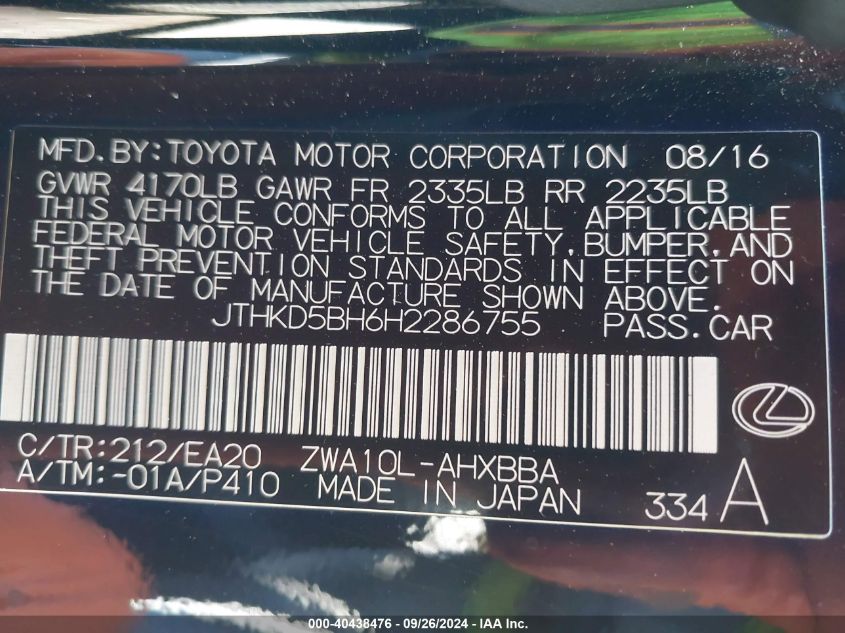 MFD.BY:TOYOTA MOTOR CORPORATION 08/16
GVWR 4170LB GAWR FR 2335LB RR 2235LB
THIS VEHICLE CONFORMS TO ALL APPLICABLE
FEDERAL MOTOR VEHICLE SAFETY,BUMPER,AND
THEFT PREVENTION STANDARDS IN EFFECT ON
THE DATE OF MANUFACTURE SHOWN ABOVE.
JTHKD5BH6H2286755 PASS.CAR
C/TR:212/EA20 ZWA10L-AHXBBA
A/TM:-01A/P410 MADE IN JAPAN 334 A
000-40438476 - 09/26/2024 - IAA Inc.